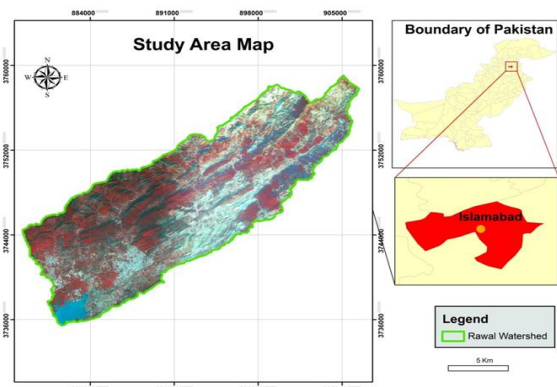 884000 891000 898000 905000
Study Area Map
N
W E
S
3760000
3752000
3744000
3736000
3760000
3752000
3744000
3736000
Boundary of Pakistan
Islamabad
Legend
Rawal Watershed
5 Km